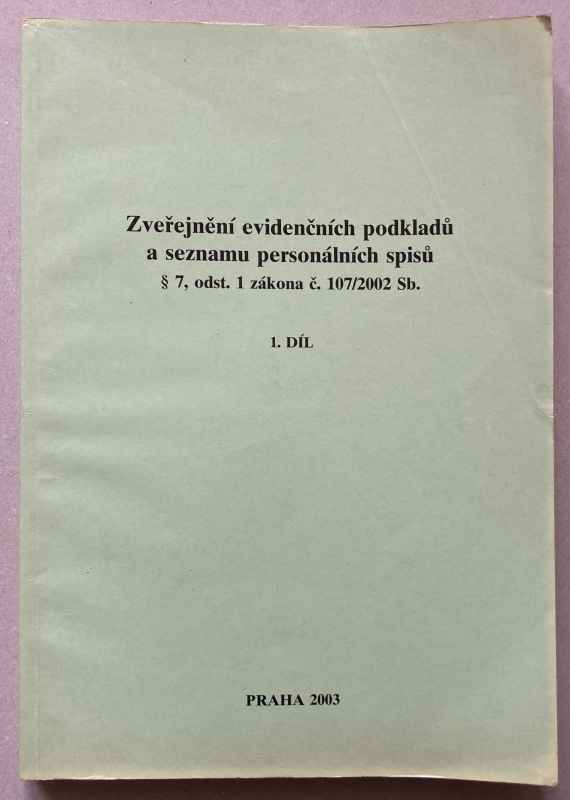 Zveřejnění evidenčních podkladů
a seznamu personálních spisů
§ 7, odst. 1 zákona č. 107/2002 Sb.
1. DÍL
PRAHA 2003